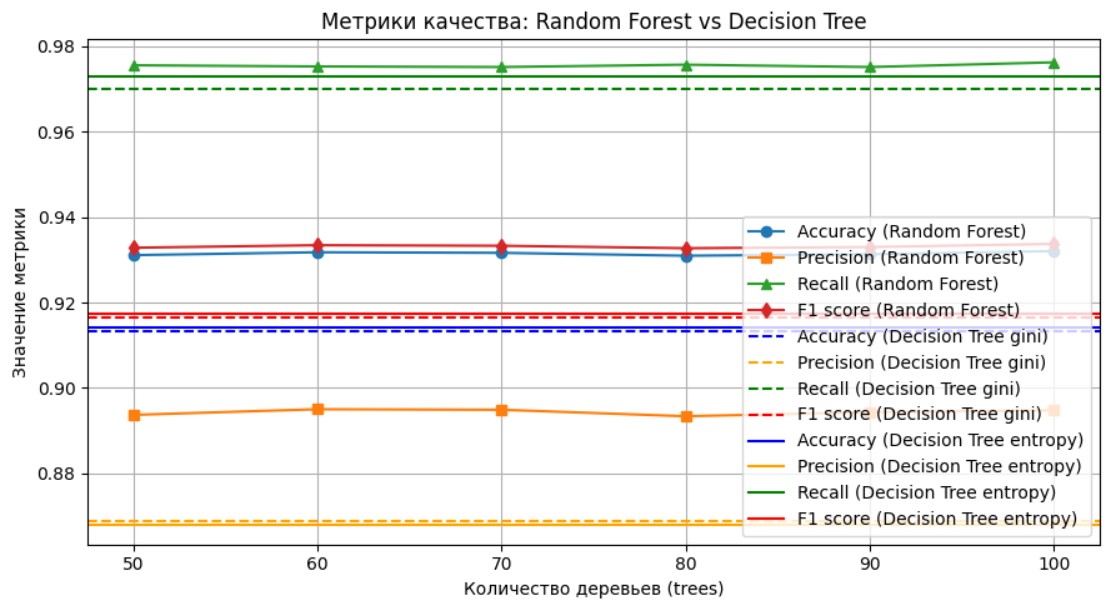 Метрики качества: Random Forest vs Decision Tree
Значение метрики
0.98
0.96
0.94
0.92
0.90
0.88
Accuracy (Random Forest)
Precision (Random Forest)
Recall (Random Forest)
F1 score (Random Forest)
Accuracy (Decision Tree gini)
Precision (Decision Tree gini)
Recall (Decision Tree gini)
F1 score (Decision Tree gini)
Accuracy (Decision Tree entropy)
Precision (Decision Tree entropy)
Recall (Decision Tree entropy)
F1 score (Decision Tree entropy)
50 60 70 80 90 100
Количество деревьев (trees)